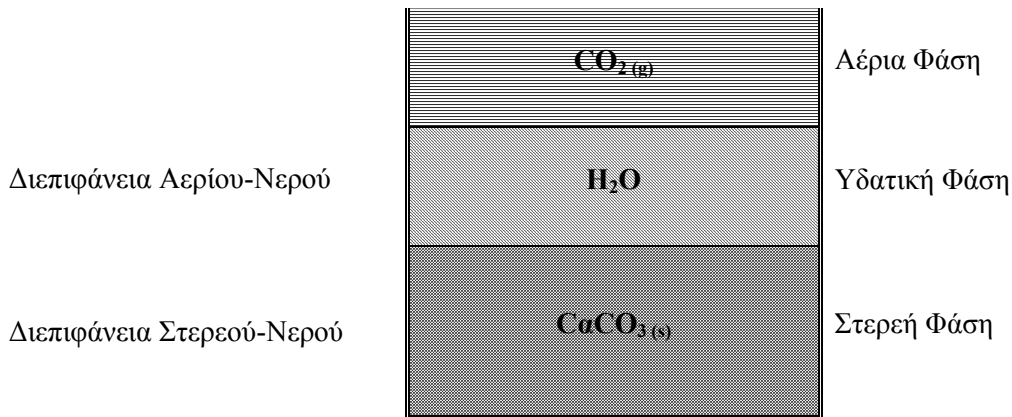 CO2 (g)
Αέρια Φάση
Διεπιφάνεια Αερίου-Νερού
H2O
Υδατική Φάση
Διεπιφάνεια Στερεού-Νερού
CaCO3 (s)
Στερεή Φάση